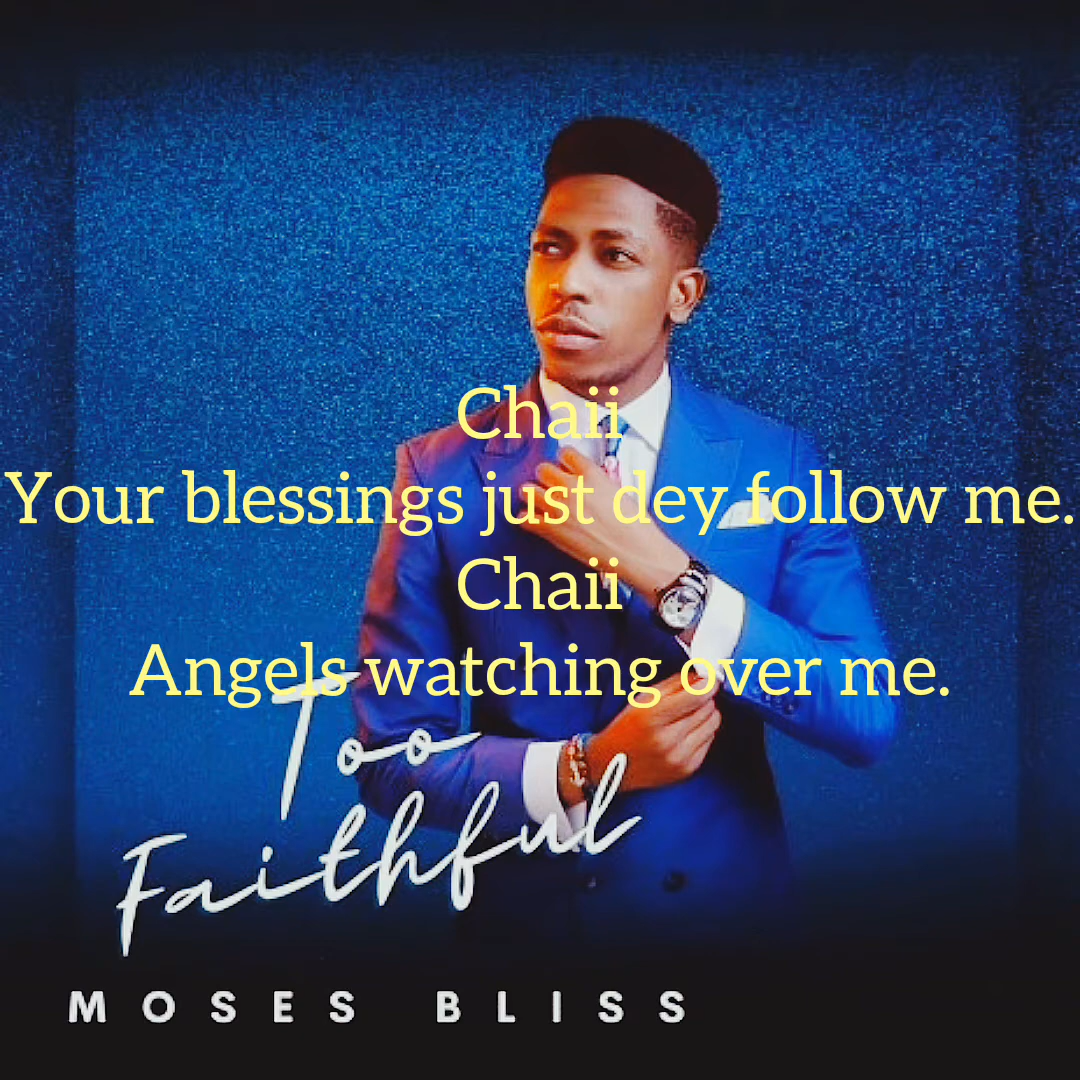 Chaii
Your blessings just dey follow me.
Chaii
Angels watching over me.
Too
Faithful
MOSES BLISS